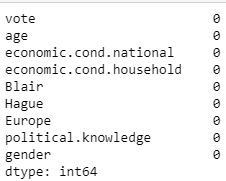 vote 0
age 0
economic.cond.national 0
economic.cond.household 0
Blair 0
Hague 0
Europe 0
political.knowledge 0
gender 0
dtype: int64